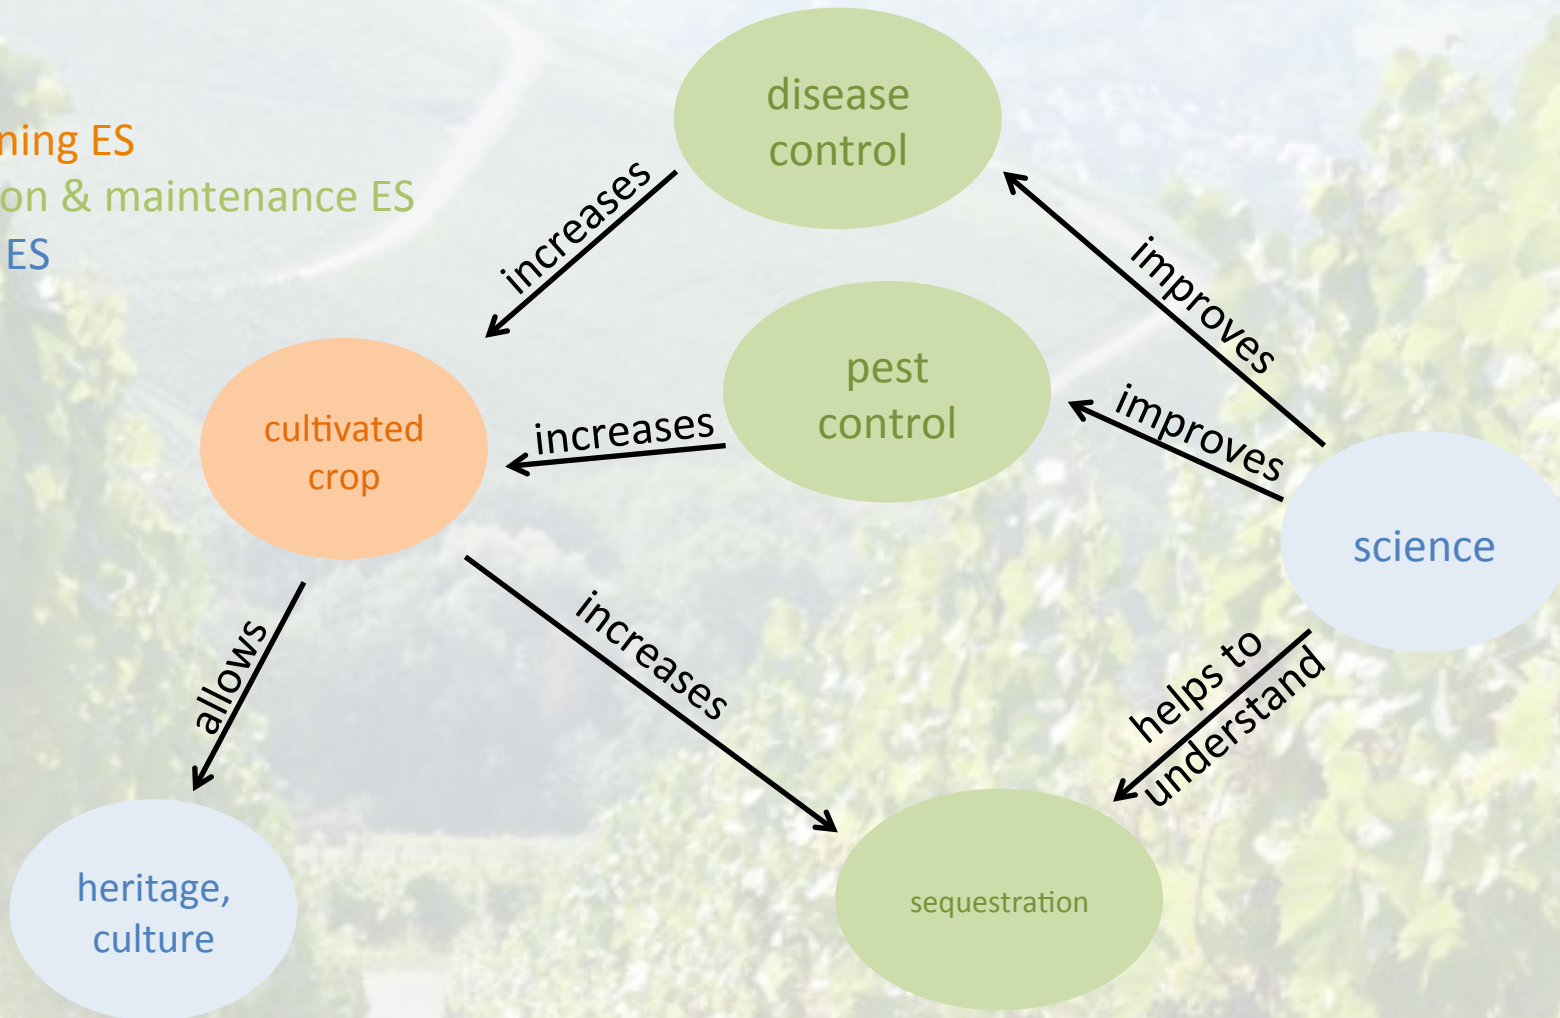 ning ES
on & maintenance ES
ES
disease
control
increases
improves
pest
control
cultivated
crop
increases
improves
science
increases
allows
helps to
understand
heritage,
culture
sequestration